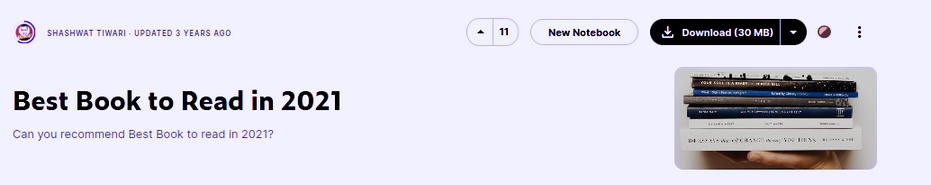 SHASHWAT TIWARI · UPDATED 3 YEARS AGO
11
New Notebook
Download (30 MB)
Best Book to Read in 2021
Can you recommend Best Book to read in 2021?